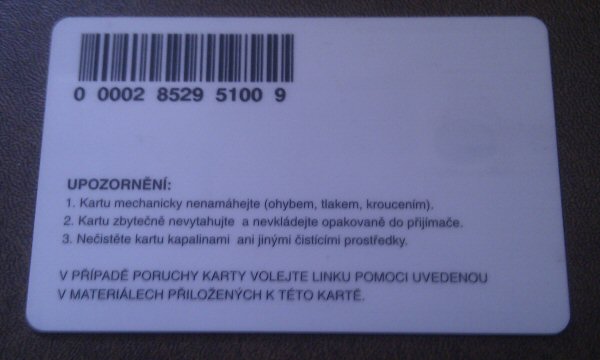 0 0002 8529 5100 9
UPOZORNĚNÍ:
1. Kartu mechanicky nenamáhejte (ohybem, tlakem, kroucením).
2. Kartu zbytečně nevytahujte a nevkládejte opakovaně do přijímače.
3. Nečistěte kartu kapalinami ani jinými čistícími prostředky.
V PŘÍPADĚ PORUCHY KARTY VOLEJTE LINKU POMOCI UVEDENOU
V MATERIÁLECH PŘILOŽENÝCH K TÉTO KARTĚ.